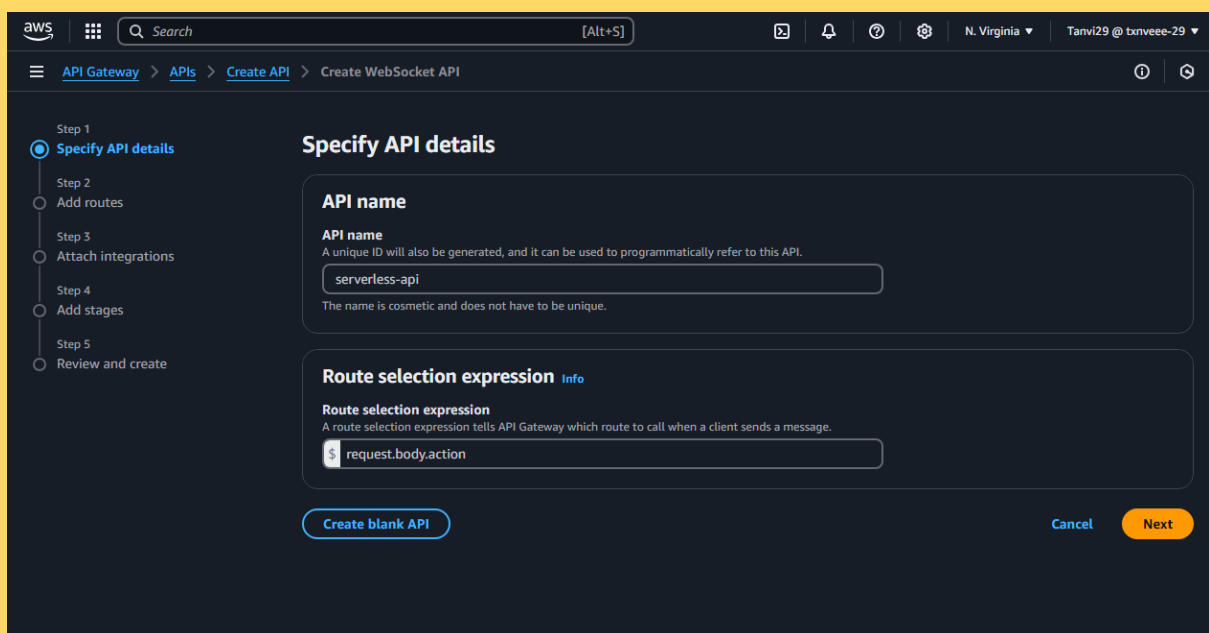 aws
Search [Alt+S]
N. Virginia ▼
Tanvi29 @ txnveee-29 ▼
API Gateway > APIs > Create API > Create WebSocket API
Step 1
Specify API details
Step 2
Add routes
Step 3
Attach integrations
Step 4
Add stages
Step 5
Review and create
Specify API details
API name
API name
A unique ID will also be generated, and it can be used to programmatically refer to this API.
serverless-api
The name is cosmetic and does not have to be unique.
Route selection expression Info
Route selection expression
A route selection expression tells API Gateway which route to call when a client sends a message.
$ request.body.action
Create blank API
Cancel
Next